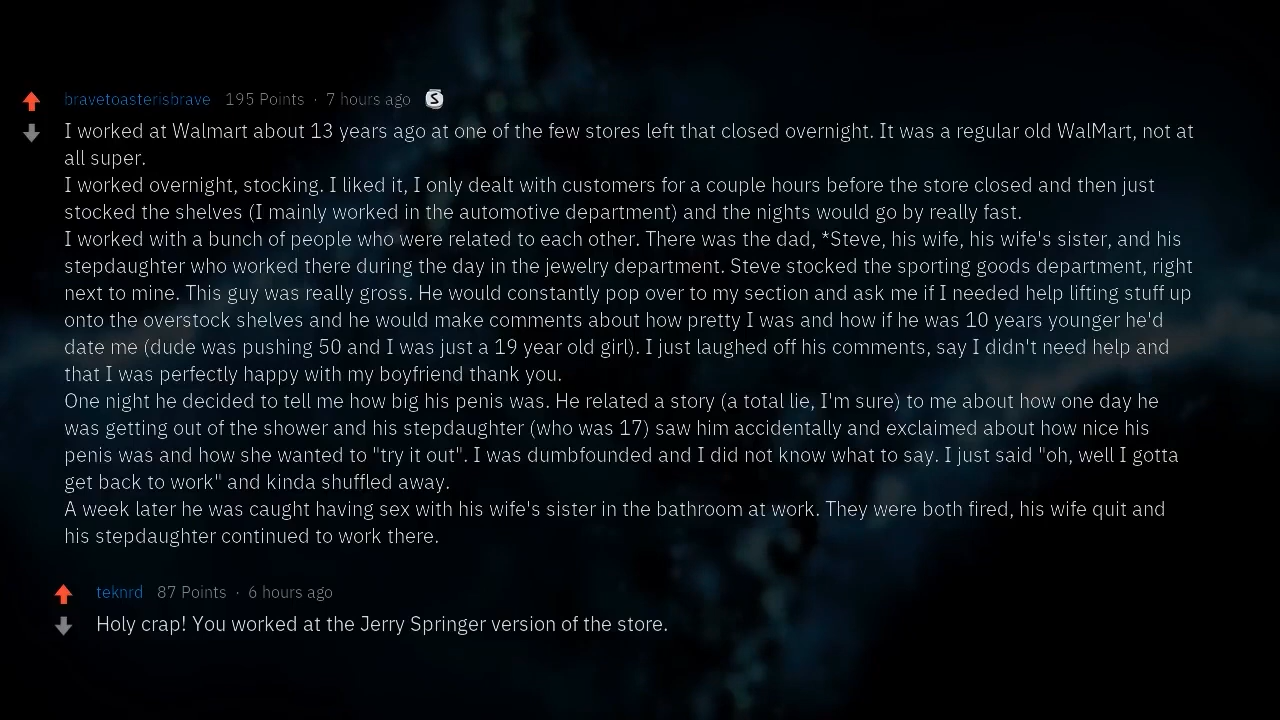 bravetoasterisbrave 195 Points · 7 hours ago S
I worked at Walmart about 13 years ago at one of the few stores left that closed overnight. It was a regular old WalMart, not at
all super.
I worked overnight, stocking. I liked it, I only dealt with customers for a couple hours before the store closed and then just
stocked the shelves (I mainly worked in the automotive department) and the nights would go by really fast.
I worked with a bunch of people who were related to each other. There was the dad, *Steve, his wife, his wife's sister, and his
stepdaughter who worked there during the day in the jewelry department. Steve stocked the sporting goods department, right
next to mine. This guy was really gross. He would constantly pop over to my section and ask me if I needed help lifting stuff up
onto the overstock shelves and he would make comments about how pretty I was and how if he was 10 years younger he'd
date me (dude was pushing 50 and I was just a 19 year old girl). I just laughed off his comments, say I didn't need help and
that I was perfectly happy with my boyfriend thank you.
One night he decided to tell me how big his penis was. He related a story (a total lie, I'm sure) to me about how one day he
was getting out of the shower and his stepdaughter (who was 17) saw him accidentally and exclaimed about how nice his
penis was and how she wanted to "try it out". I was dumbfounded and I did not know what to say. I just said "oh, well I gotta
get back to work" and kinda shuffled away.
A week later he was caught having sex with his wife's sister in the bathroom at work. They were both fired, his wife quit and
his stepdaughter continued to work there.
teknrd 87 Points · 6 hours ago
Holy crap! You worked at the Jerry Springer version of the store.